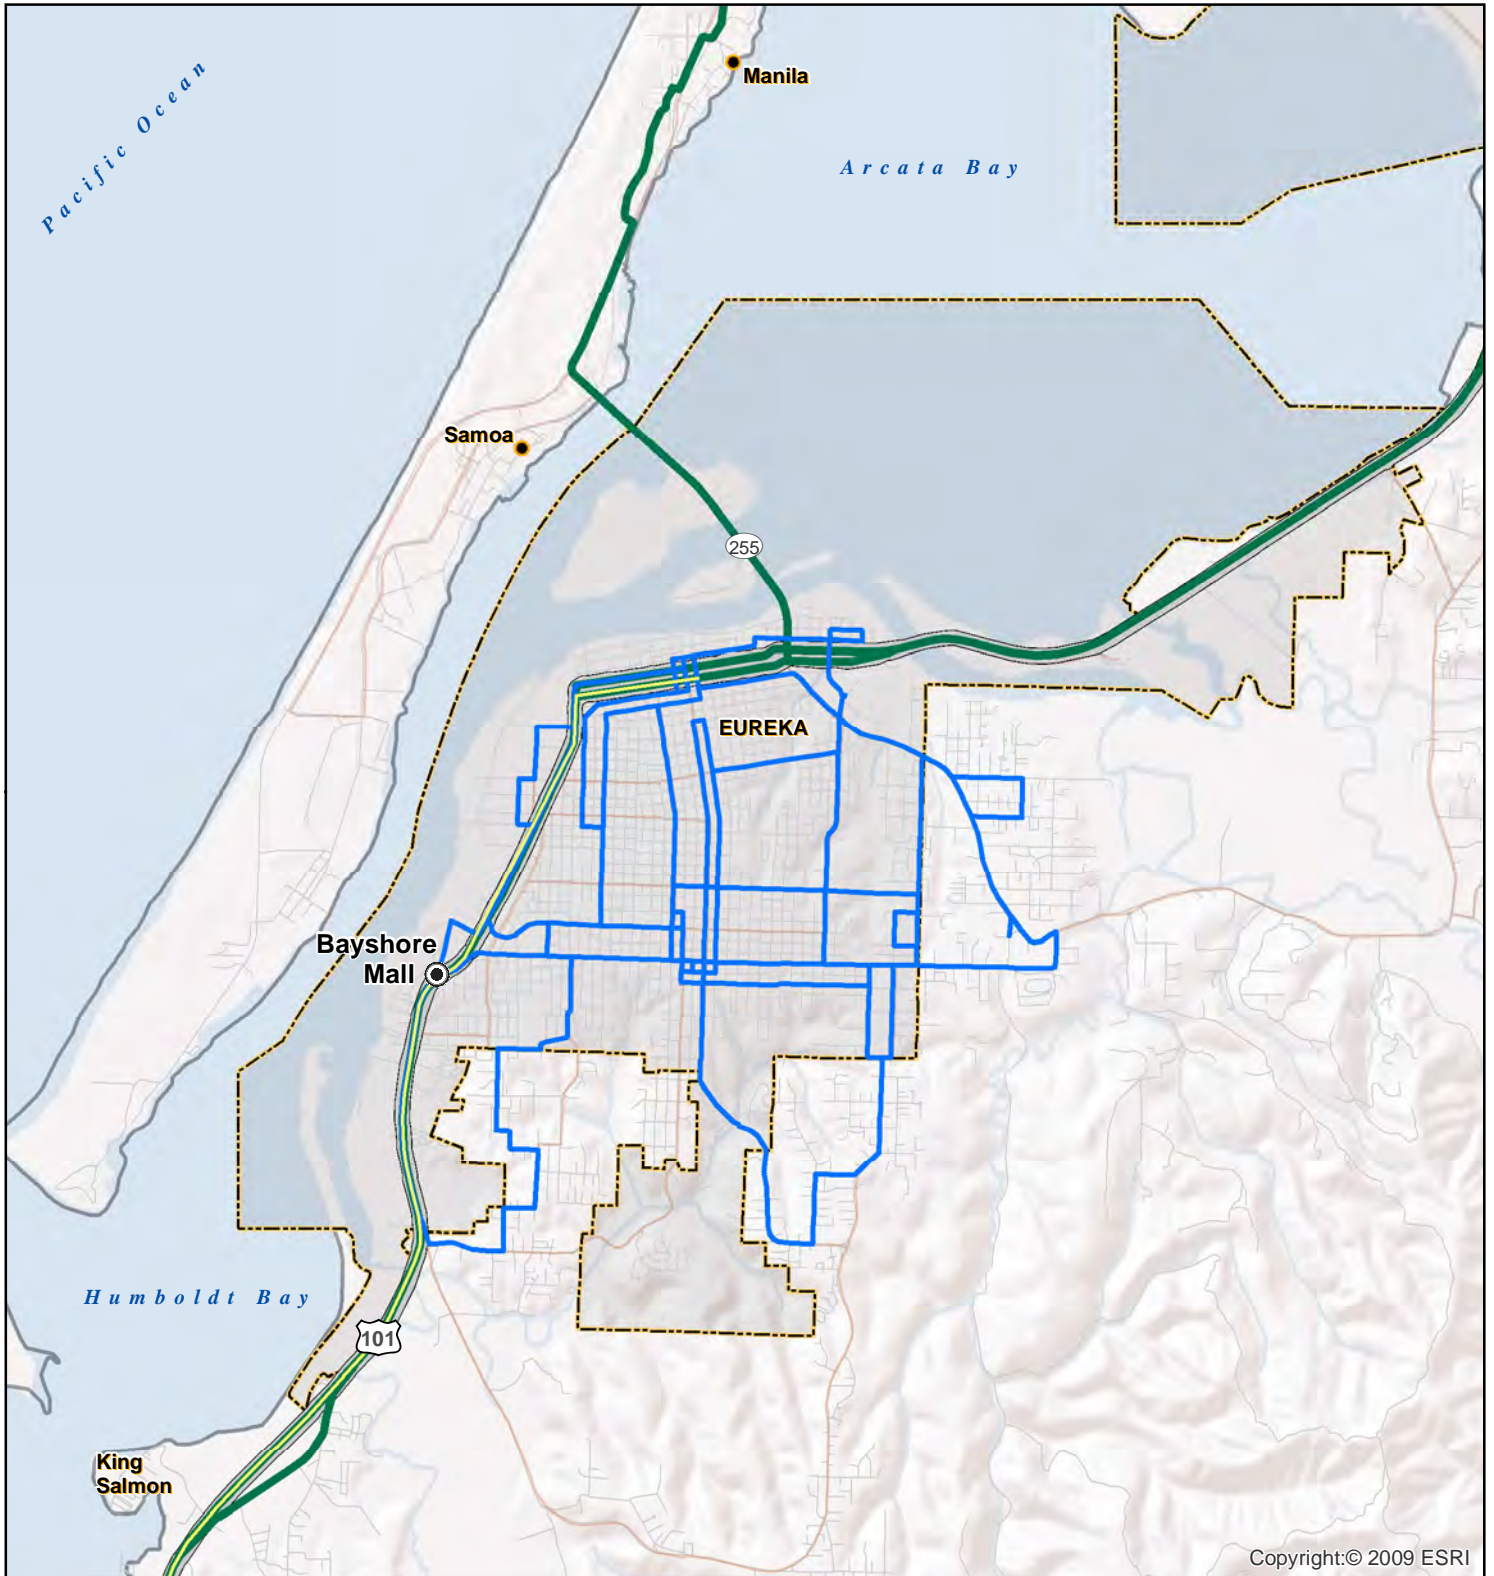 Manila
Pacific Ocean
Arcata Bay
Samoa
255
EUREKA
Bayshore
Mall
Humboldt Bay
101
King
Salmon
Copyright:© 2009 ESRI